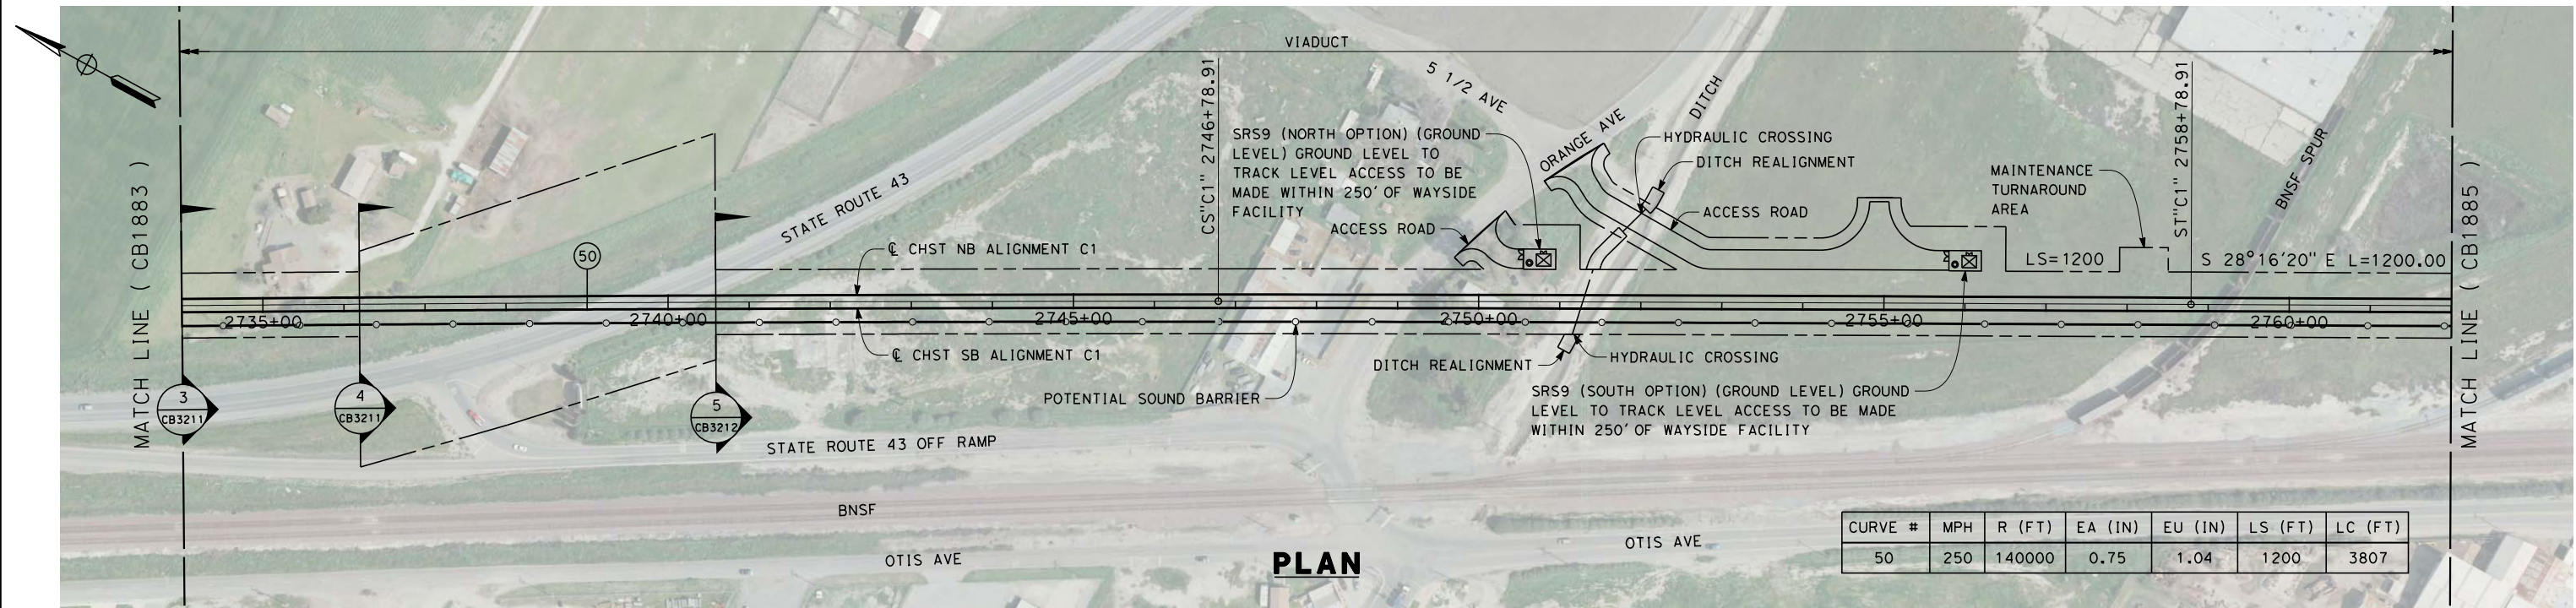 VIADUCT
MATCH LINE ( CB1883 )
STATE ROUTE 43
50
CS"C1" 2746+78.91
5 1/2 AVE
SRS9 (NORTH OPTION) (GROUND
LEVEL) GROUND LEVEL TO
TRACK LEVEL ACCESS TO BE
MADE WITHIN 250' OF WAYSIDE
FACILITY
ACCESS ROAD
ORANGE AVE
DITCH
HYDRAULIC CROSSING
DITCH REALIGNMENT
ACCESS ROAD
MAINTENANCE
TURNAROUND
AREA
ST"C1" 2758+78.91
BNSF SPUR
LS=1200
S 28°16'20" E L=1200.00
MATCH LINE ( CB1885 )
℄ CHST NB ALIGNMENT C1
2735+00
2740+00
2745+00
2750+00
2755+00
2760+00
℄ CHST SB ALIGNMENT C1
DITCH REALIGNMENT
HYDRAULIC CROSSING
POTENTIAL SOUND BARRIER
SRS9 (SOUTH OPTION) (GROUND LEVEL) GROUND
LEVEL TO TRACK LEVEL ACCESS TO BE MADE
WITHIN 250' OF WAYSIDE FACILITY
3
CB3211
4
CB3211
5
CB3212
STATE ROUTE 43 OFF RAMP
BNSF
OTIS AVE
OTIS AVE
PLAN
CURVE # MPH R (FT) EA (IN) EU (IN) LS (FT) LC (FT)
50 250 140000 0.75 1.04 1200 3807